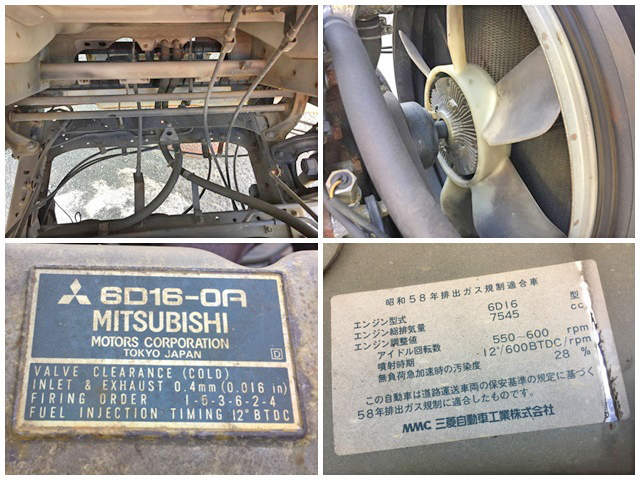 6D16-0A
MITSUBISHI
MOTORS CORPORATION
TOKYO JAPAN
D
VALVE CLEARANCE (COLD)
INLET & EXHAUST 0.4mm (0.016 in)
FIRING ORDER 1-5-3-6-2-4
FUEL INJECTION TIMING 12° BTDC
昭和58年排出ガス規制適合車
エンジン型式 6D16 型
エンジン総排気量 7545 cc
エンジン調整値
アイドル回転数 550-600 rpm
噴射時期 12°/600BTDC/rpm
無負荷急加速時の汚染度 28 %
この自動車は道路運送車両の保安基準の規定に基づく
58年排出ガス規制に適合したものです。
MMC 三菱自動車工業株式会社